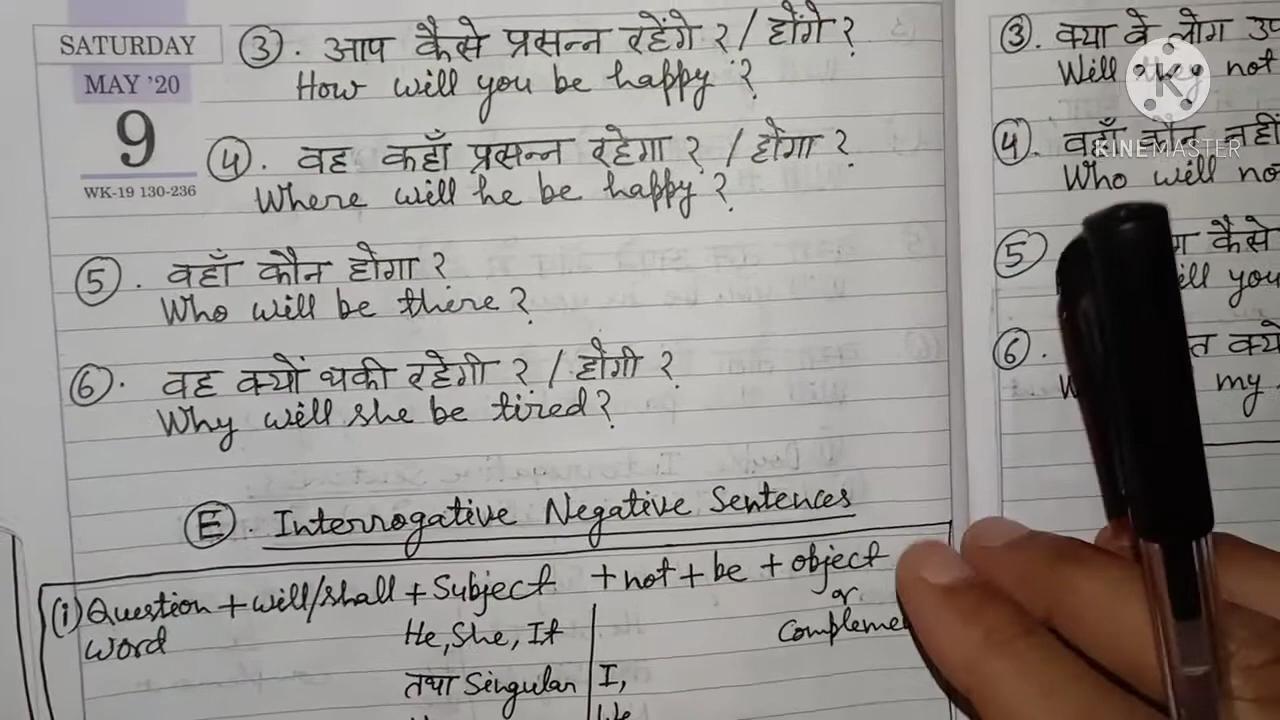 SATURDAY
MAY '20
9
WK-19 130-236
③. आप कैसे प्रसन्न रहेंगे ? / होंगे ?
How will you be happy ?
④. वह कहाँ प्रसन्न रहेगा ? / होगा ?
Where will he be happy ?
⑤. वहाँ कौन होगा ?
Who will be there ?
⑥. वह क्यों थकी रहेगी ? / होगी ?
Why will she be tired?
Ⓔ Interrogative Negative Sentences
(i) Question + will/shall + Subject + not + be + object
or
Word He, She, It
तथा Singular I,
We
③. क्या वे लोग
Will they not
④. वहाँ कौन नहीं
Who will
⑤ कैसे
you
⑥.
my
KINEMASTER